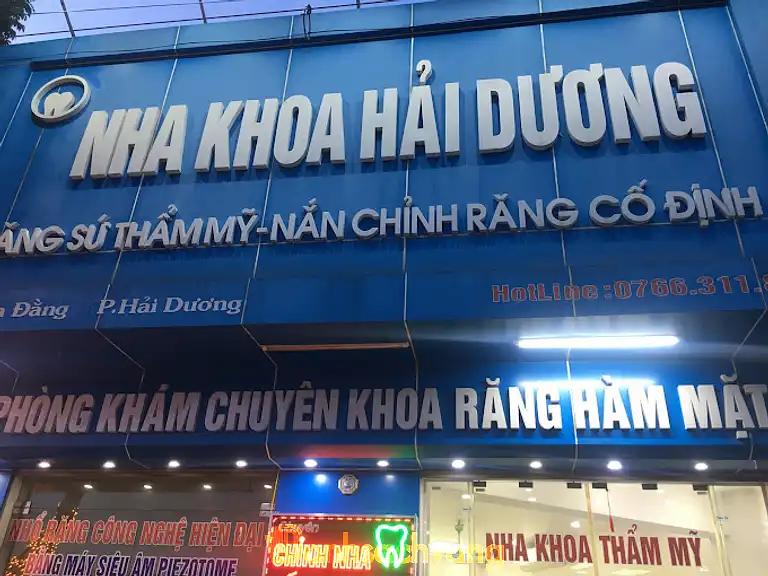 NHA KHOA HẢI DƯƠNG
ĂNG SỨ THẨM MỸ-NẮN CHỈNH RĂNG CỐ ĐỊNH
Đằng P.Hải Dương
HotLine:0766.311.
PHÒNG KHÁM CHUYÊN KHOA RĂNG HÀM MẶT
NHỔ RĂNG CÔNG NGHỆ HIỆN ĐẠI
BẰNG MÁY SIÊU ÂM PIEZOTOME
Chuyên
CHỈNH NHA
NHA KHOA THẨM MỸ